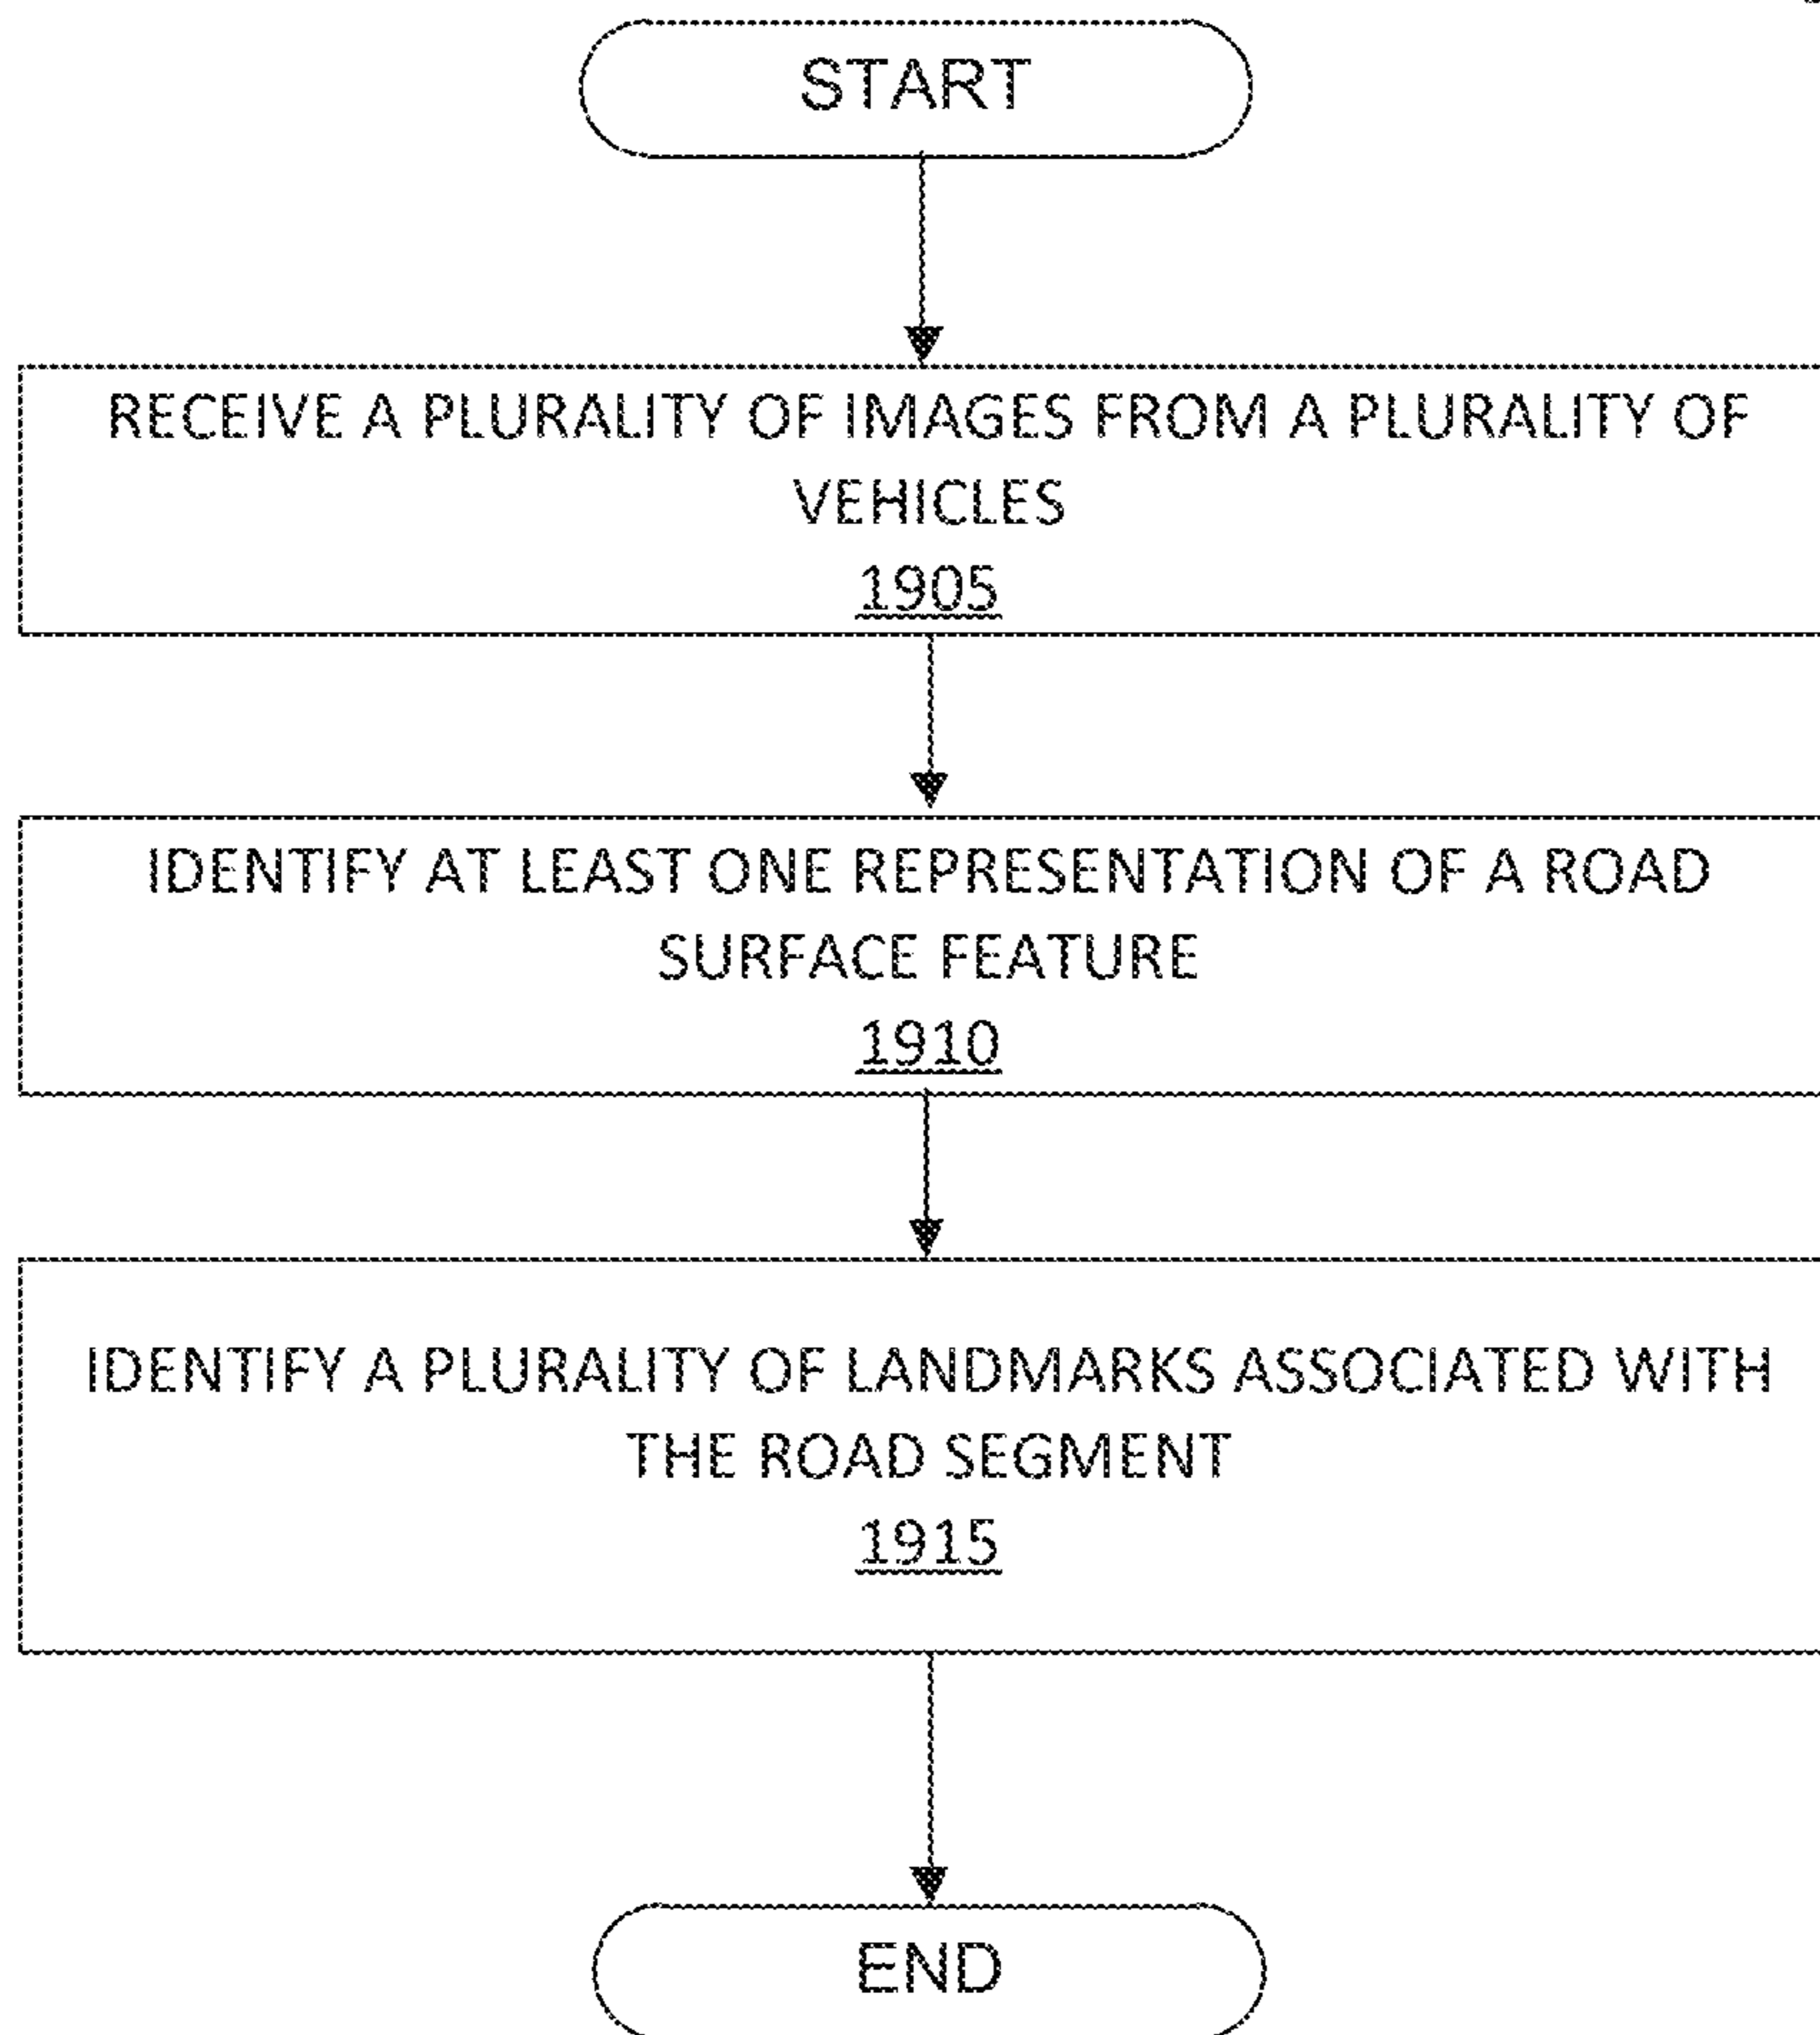 START
RECEIVE A PLURALITY OF IMAGES FROM A PLURALITY OF
VEHICLES
1905
IDENTIFY AT LEAST ONE REPRESENTATION OF A ROAD
SURFACE FEATURE
1910
IDENTIFY A PLURALITY OF LANDMARKS ASSOCIATED WITH
THE ROAD SEGMENT
1915
END